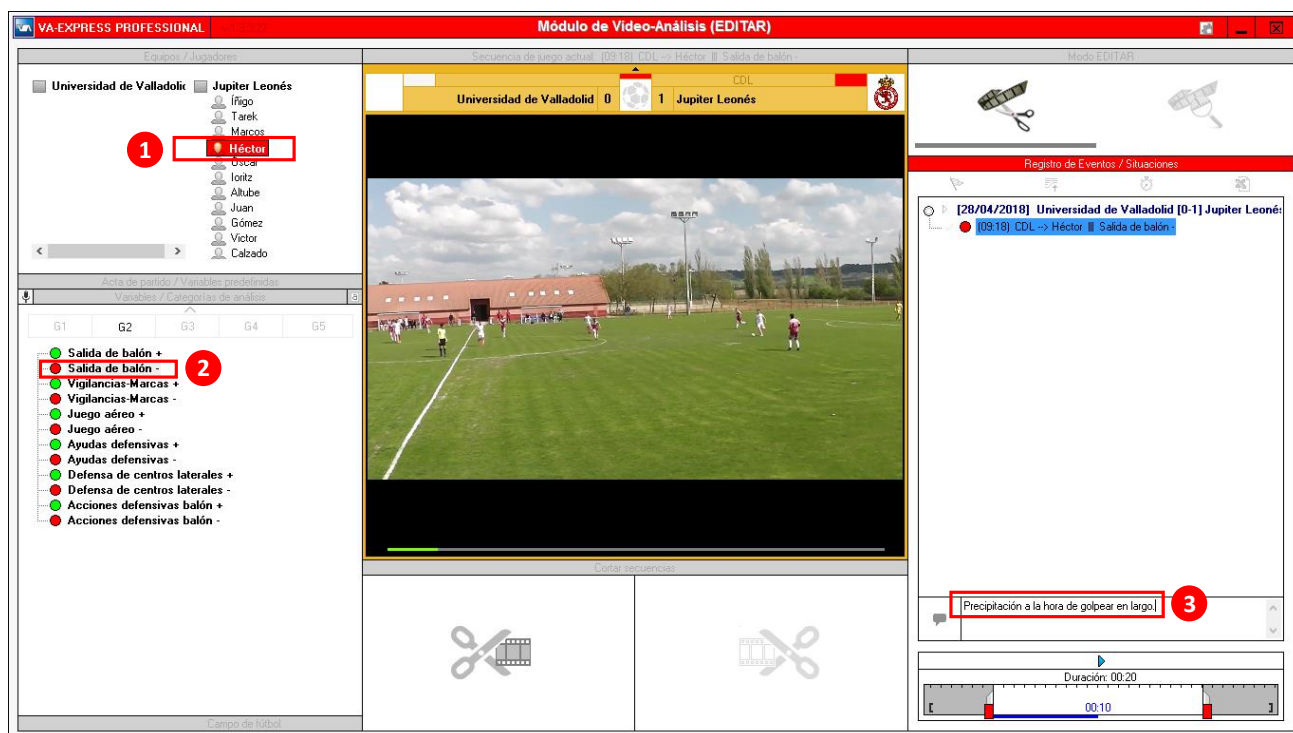 VA-EXPRESS PROFESSIONAL
Módulo de Video-Análisis (EDITAR)
Equipos / Jugadores
Universidad de Valladolic
Jupiter Leonés
Íñigo
Tarek
Marcos
Héctor
Óscar
Ioritz
Altube
Juan
Gómez
Victor
Calzado
1
Acta de partido / Variables predefinidas
Variables / Categorías de análisis
a
G1 G2 G3 G4 G5
Salida de balón +
Salida de balón -
2
Vigilancias-Marcas +
Vigilancias-Marcas -
Juego aéreo +
Juego aéreo -
Ayudas defensivas +
Ayudas defensivas -
Defensa de centros laterales +
Defensa de centros laterales -
Acciones defensivas balón +
Acciones defensivas balón -
Campo de fútbol
Secuencia de juego actual (09:18) CDL --> Héctor ||| Salida de balón -
CDL
Universidad de Valladolid 0 1 Jupiter Leonés
Cortar secuencias
Modo EDITAR
Registro de Eventos / Situaciones
[28/04/2018] Universidad de Valladolid [0-1] Jupiter Leoné:
(09:18) CDL --> Héctor ||| Salida de balón -
Precipitación a la hora de golpear en largo.
3
Duración: 00:20
[ 00:10 ]